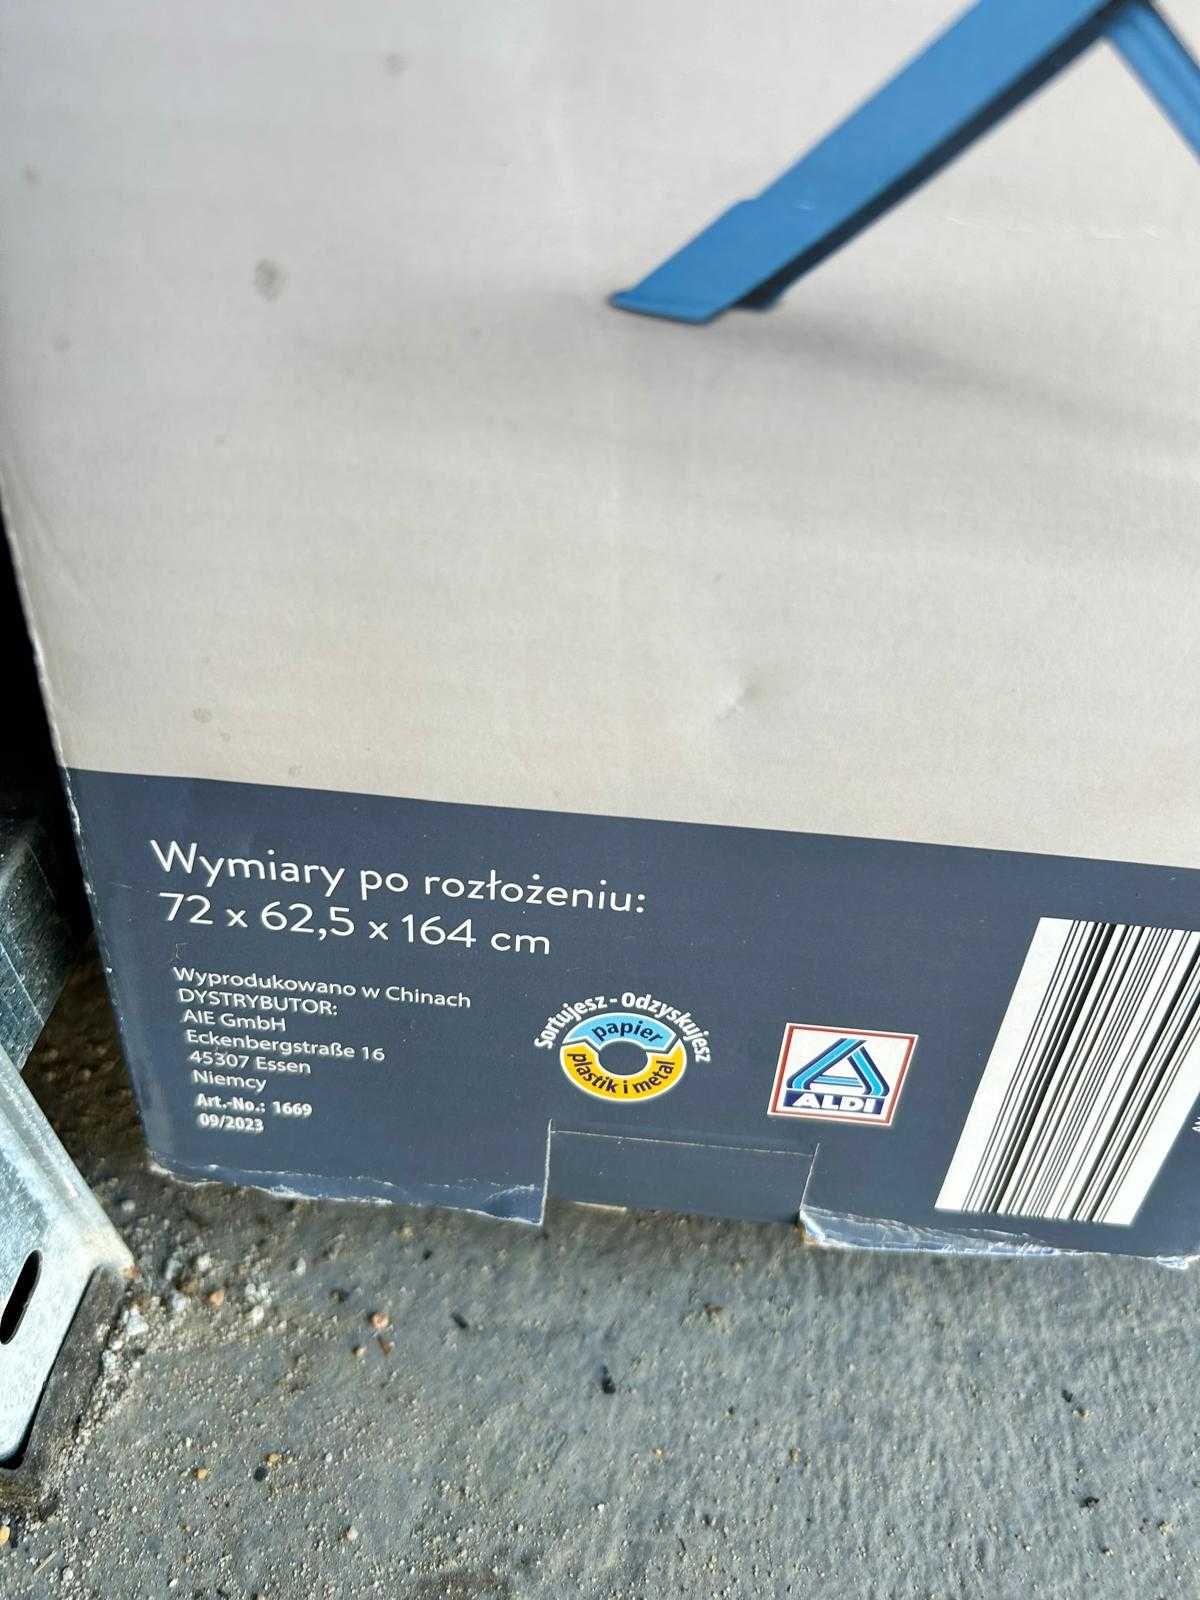 Wymiary po rozłożeniu:
72 x 62,5 x 164 cm
Wyprodukowano w Chinach
DYSTRYBUTOR:
AIE GmbH
Eckenbergstraße 16
45307 Essen
Niemcy
Art.-No.: 1669
09/2023
Sortujesz - Odzyskujesz
papier
plastik i metal
ALDI